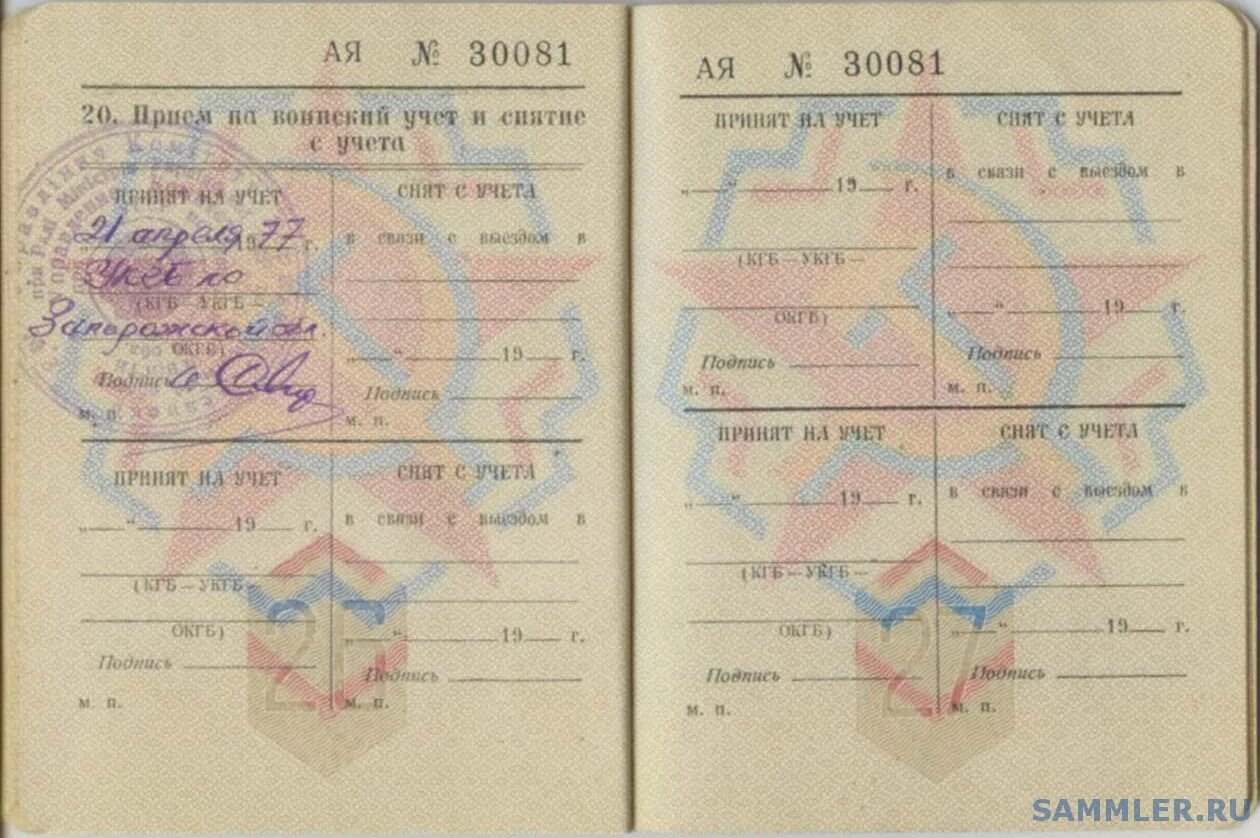 АЯ № 30081
20. Прием на воинский учет и снятие
с учета
ПРИНЯТ НА УЧЕТ
21 апреля 1977 г.
УКГБ по
(КГБ — УКГБ —
Запорожской обл.
ОКГБ)
Подпись
м. п.
СНЯТ С УЧЕТА
в связи с выездом в
„ “ 19 г.
Подпись
м. п.
ПРИНЯТ НА УЧЕТ
„ “ 19 г.
(КГБ — УКГБ —
ОКГБ)
Подпись
м. п.
СНЯТ С УЧЕТА
в связи с выездом в
„ “ 19 г.
Подпись
м. п.
26
АЯ № 30081
ПРИНЯТ НА УЧЕТ
„ “ 19 г.
(КГБ — УКГБ —
ОКГБ)
Подпись
м. п.
СНЯТ С УЧЕТА
в связи с выездом в
„ “ 19 г.
Подпись
м. п.
ПРИНЯТ НА УЧЕТ
„ “ 19 г.
(КГБ — УКГБ —
ОКГБ)
Подпись
м. п.
СНЯТ С УЧЕТА
в связи с выездом в
„ “ 19 г.
Подпись
м. п.
27
SAMMLER.RU